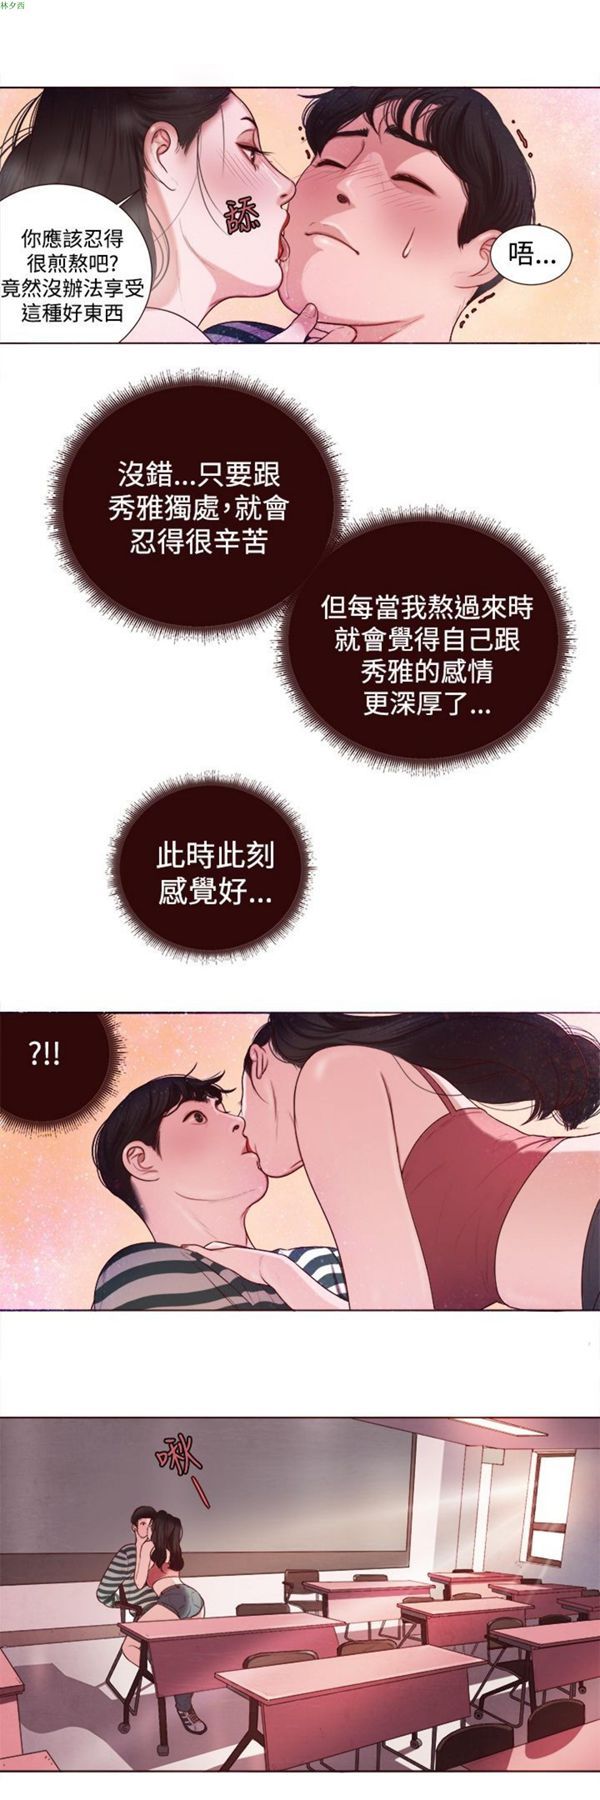 林夕西
你應該忍得
很煎熬吧?
竟然沒辦法享受
這種好東西
舔
唔...
沒錯...只要跟
秀雅獨處,就會
忍得很辛苦
但每當我熬過來時
就會覺得自己跟
秀雅的感情
更深厚了...
此時此刻
感覺好...
?!!
啾